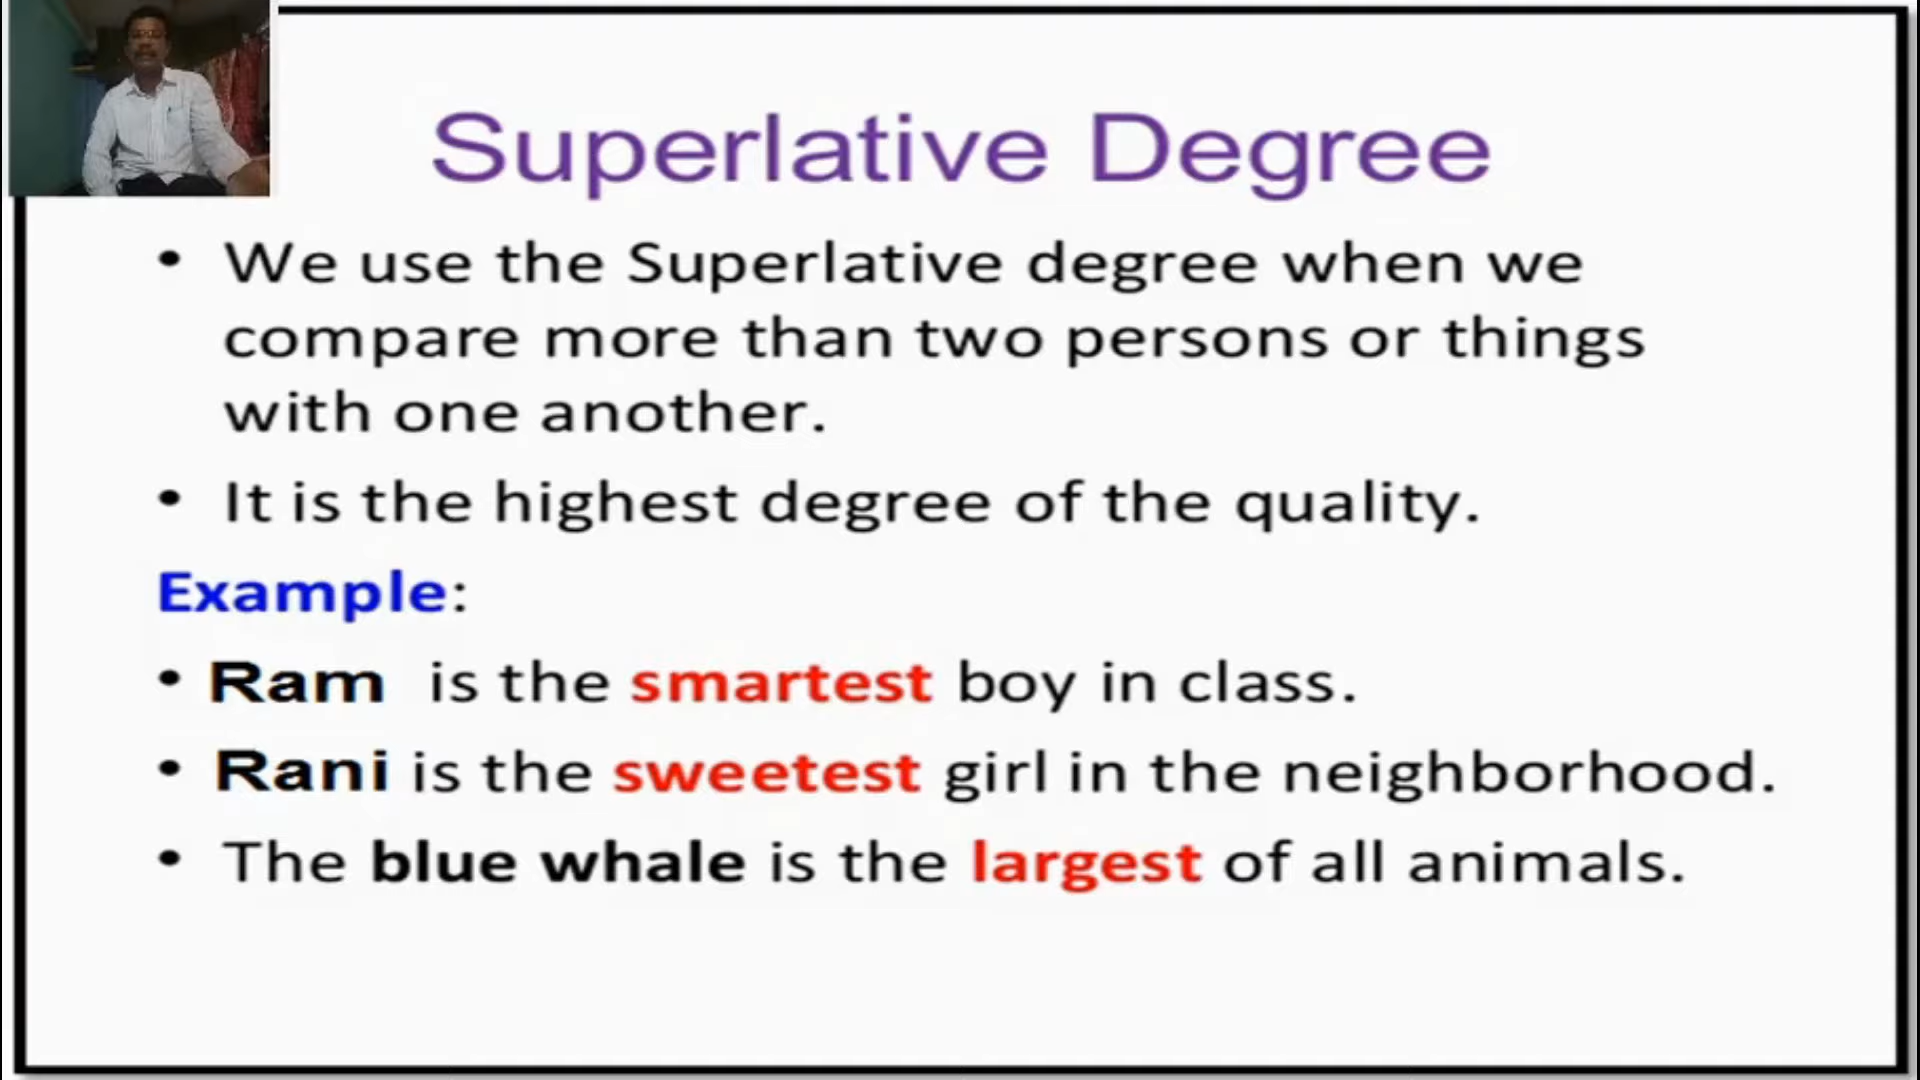 Superlative Degree
• We use the Superlative degree when we
compare more than two persons or things
with one another.
• It is the highest degree of the quality.
Example:
• Ram is the smartest boy in class.
• Rani is the sweetest girl in the neighborhood.
• The blue whale is the largest of all animals.